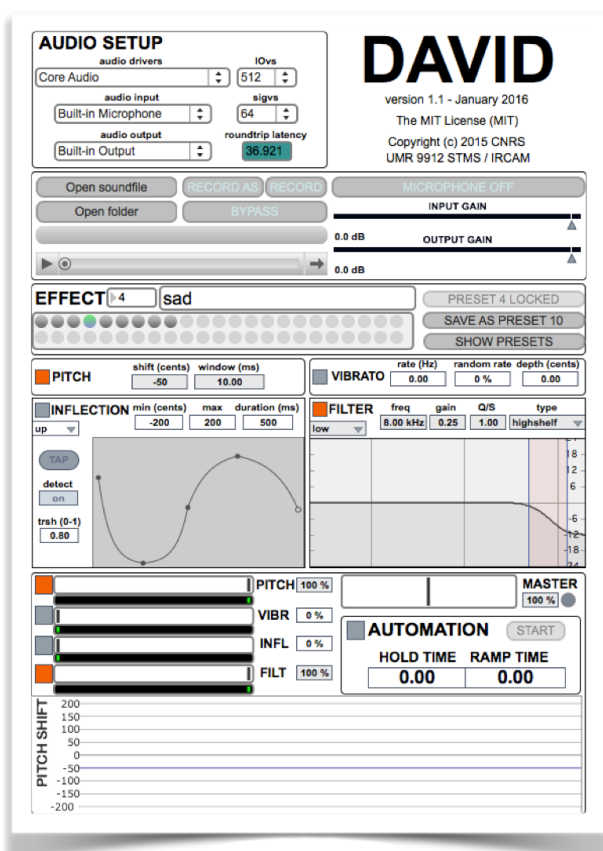 AUDIO SETUP
audio drivers
IOvs
Core Audio
512
audio input
sigvs
Built-in Microphone
64
audio output
roundtrip latency
Built-in Output
36.921
DAVID
version 1.1 - January 2016
The MIT License (MIT)
Copyright (c) 2015 CNRS
UMR 9912 STMS / IRCAM
Open soundfile
RECORD AS
RECORD
MICROPHONE OFF
Open folder
BYPASS
INPUT GAIN
0.0 dB
OUTPUT GAIN
0.0 dB
EFFECT
4
sad
PRESET 4 LOCKED
SAVE AS PRESET 10
SHOW PRESETS
PITCH
shift (cents)
window (ms)
-50
10.00
VIBRATO
rate (Hz)
random rate
depth (cents)
0.00
0 %
0.00
INFLECTION
min (cents)
max
duration (ms)
up
-200
200
500
TAP
detect
on
trsh (0-1)
0.80
FILTER
freq
gain
Q/S
type
low
8.00 kHz
0.25
1.00
highshelf
18
12
6
-6
-12
-18
PITCH
100 %
VIBR
0 %
INFL
0 %
FILT
100 %
MASTER
100 %
AUTOMATION
START
HOLD TIME
RAMP TIME
0.00
0.00
PITCH SHIFT
200
150
100
50
0
-50
-100
-150
-200